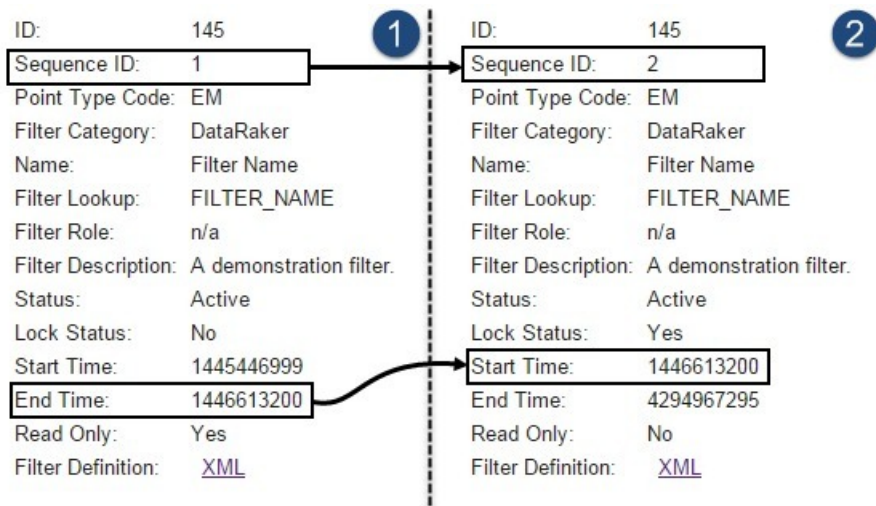 1
ID: 145
Sequence ID: 1
Point Type Code: EM
Filter Category: DataRaker
Name: Filter Name
Filter Lookup: FILTER_NAME
Filter Role: n/a
Filter Description: A demonstration filter.
Status: Active
Lock Status: No
Start Time: 1445446999
End Time: 1446613200
Read Only: Yes
Filter Definition: XML
2
ID: 145
Sequence ID: 2
Point Type Code: EM
Filter Category: DataRaker
Name: Filter Name
Filter Lookup: FILTER_NAME
Filter Role: n/a
Filter Description: A demonstration filter.
Status: Active
Lock Status: Yes
Start Time: 1446613200
End Time: 4294967295
Read Only: No
Filter Definition: XML